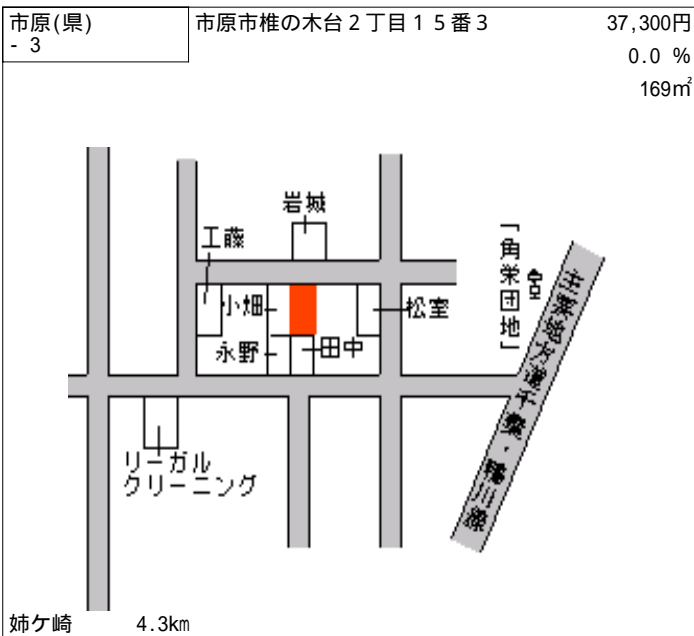 市原(県)
- 3
市原市椎の木台２丁目１５番３
37,300円
0.0 %
169㎡
岩城
工藤
小畑
松室
永野
田中
「角栄団地」
主要地方道千葉・鴨川線
リーガル
クリーニング
姉ケ崎 4.3km